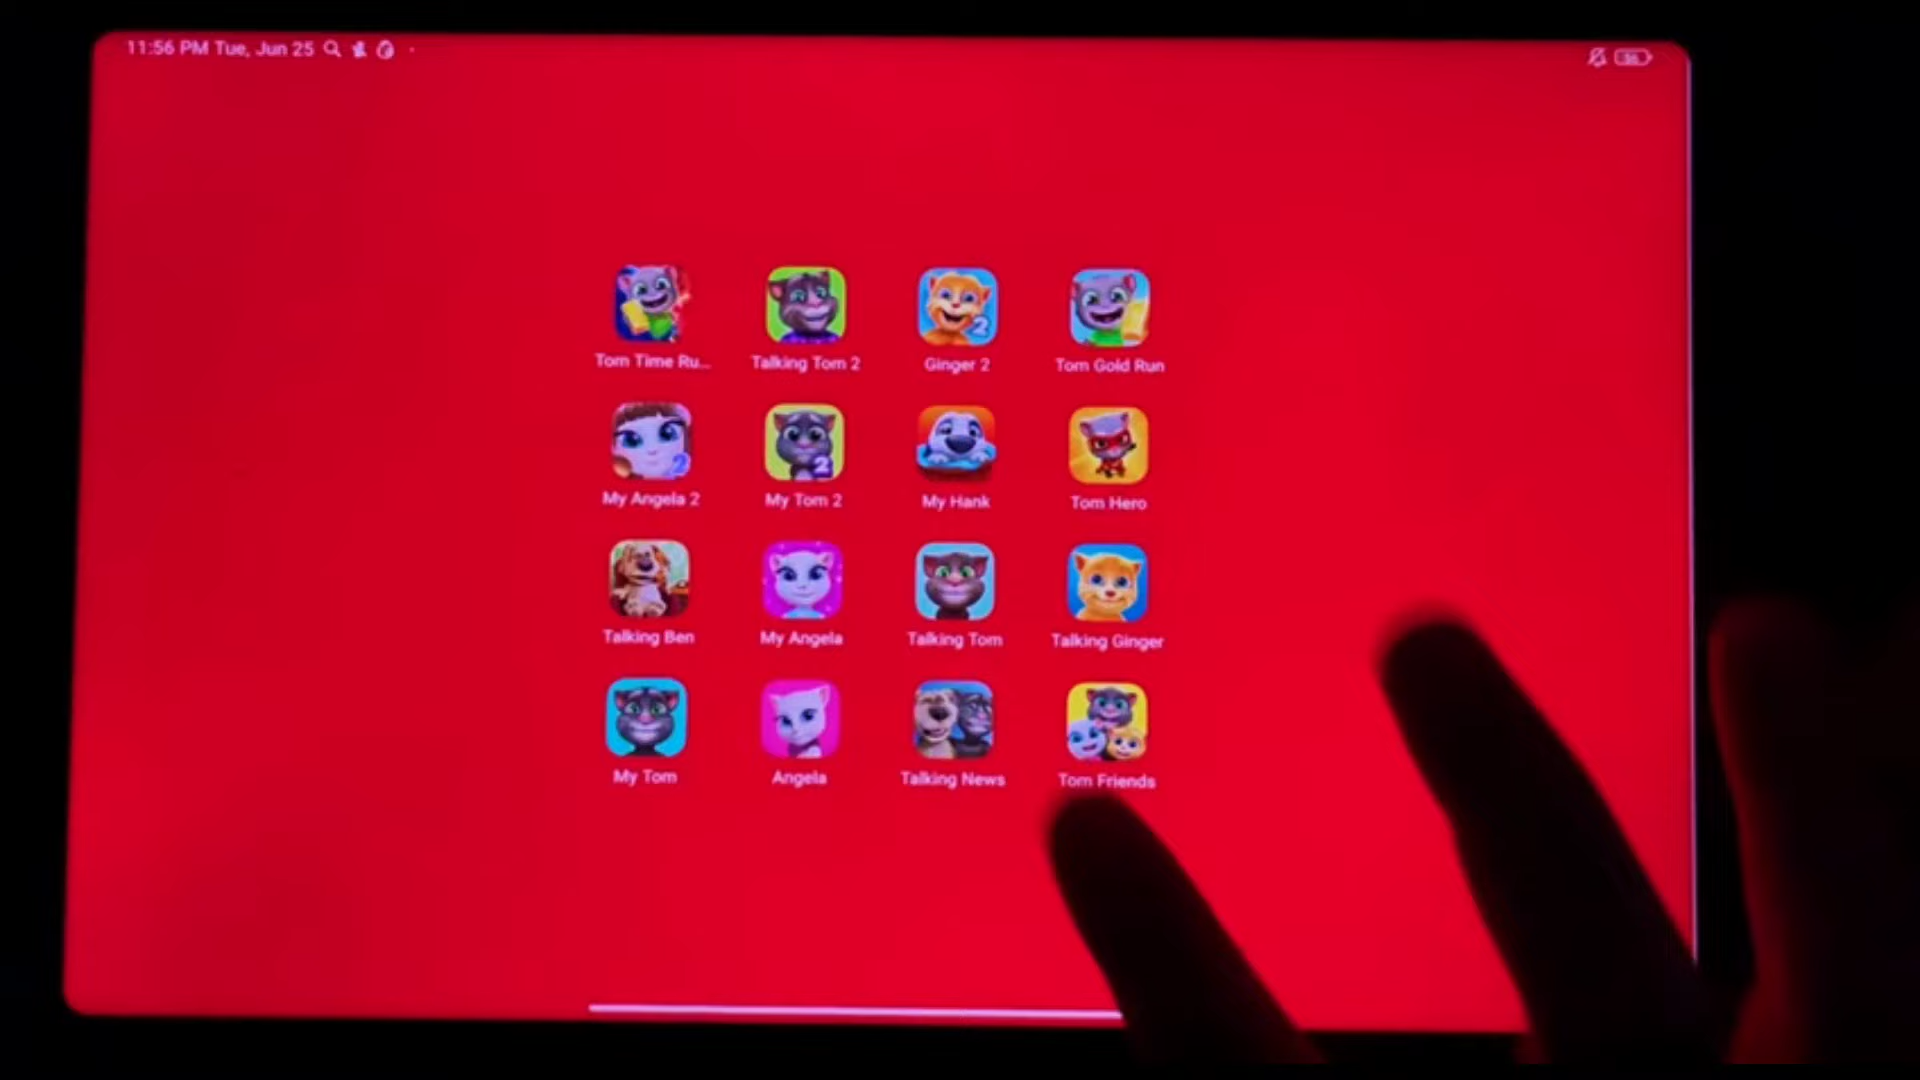 11:56 PM Tue, Jun 25
Tom Time Ru...
Talking Tom 2
Ginger 2
Tom Gold Run
My Angela 2
My Tom 2
My Hank
Tom Hero
Talking Ben
My Angela
Talking Tom
Talking Ginger
My Tom
Angela
Talking News
Tom Friends